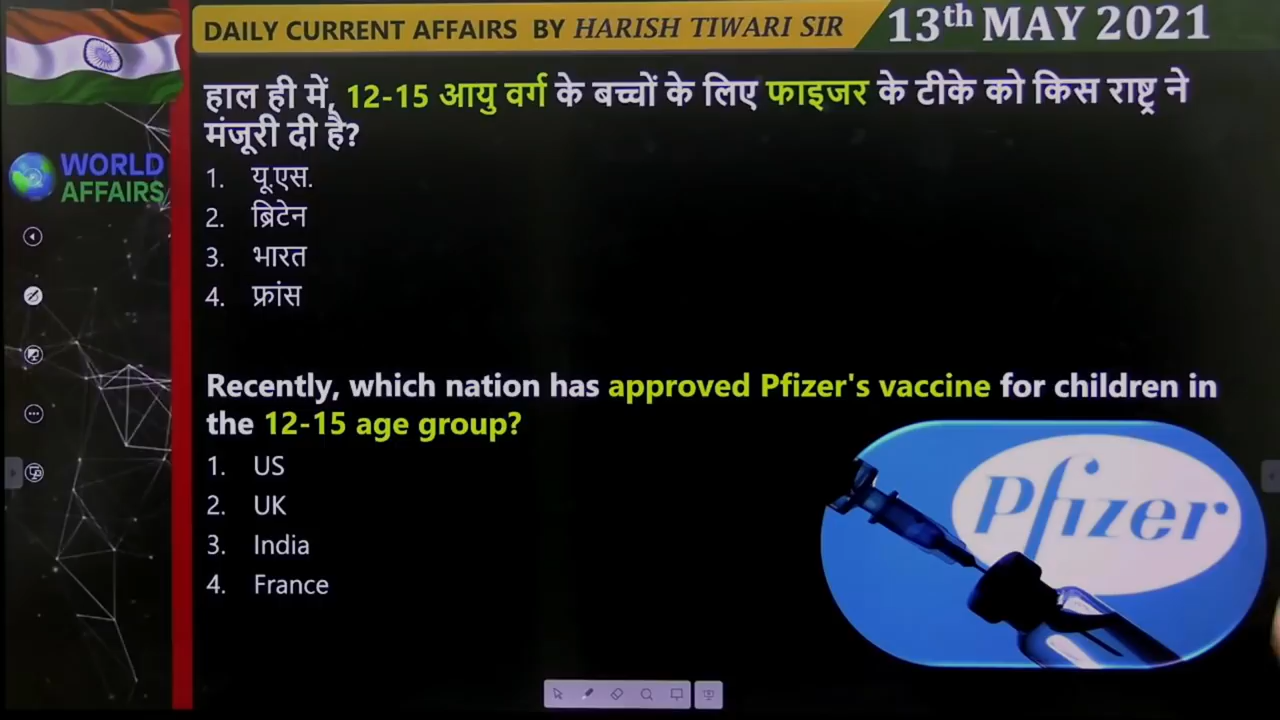 DAILY CURRENT AFFAIRS BY HARISH TIWARI SIR
13th MAY 2021
हाल ही में, 12-15 आयु वर्ग के बच्चों के लिए फाइजर के टीके को किस राष्ट्र ने
मंजूरी दी है?
WORLD
AFFAIRS
1. यू.एस.
2. ब्रिटेन
3. भारत
4. फ्रांस
Recently, which nation has approved Pfizer's vaccine for children in
the 12-15 age group?
1. US
2. UK
3. India
4. France
Pfizer